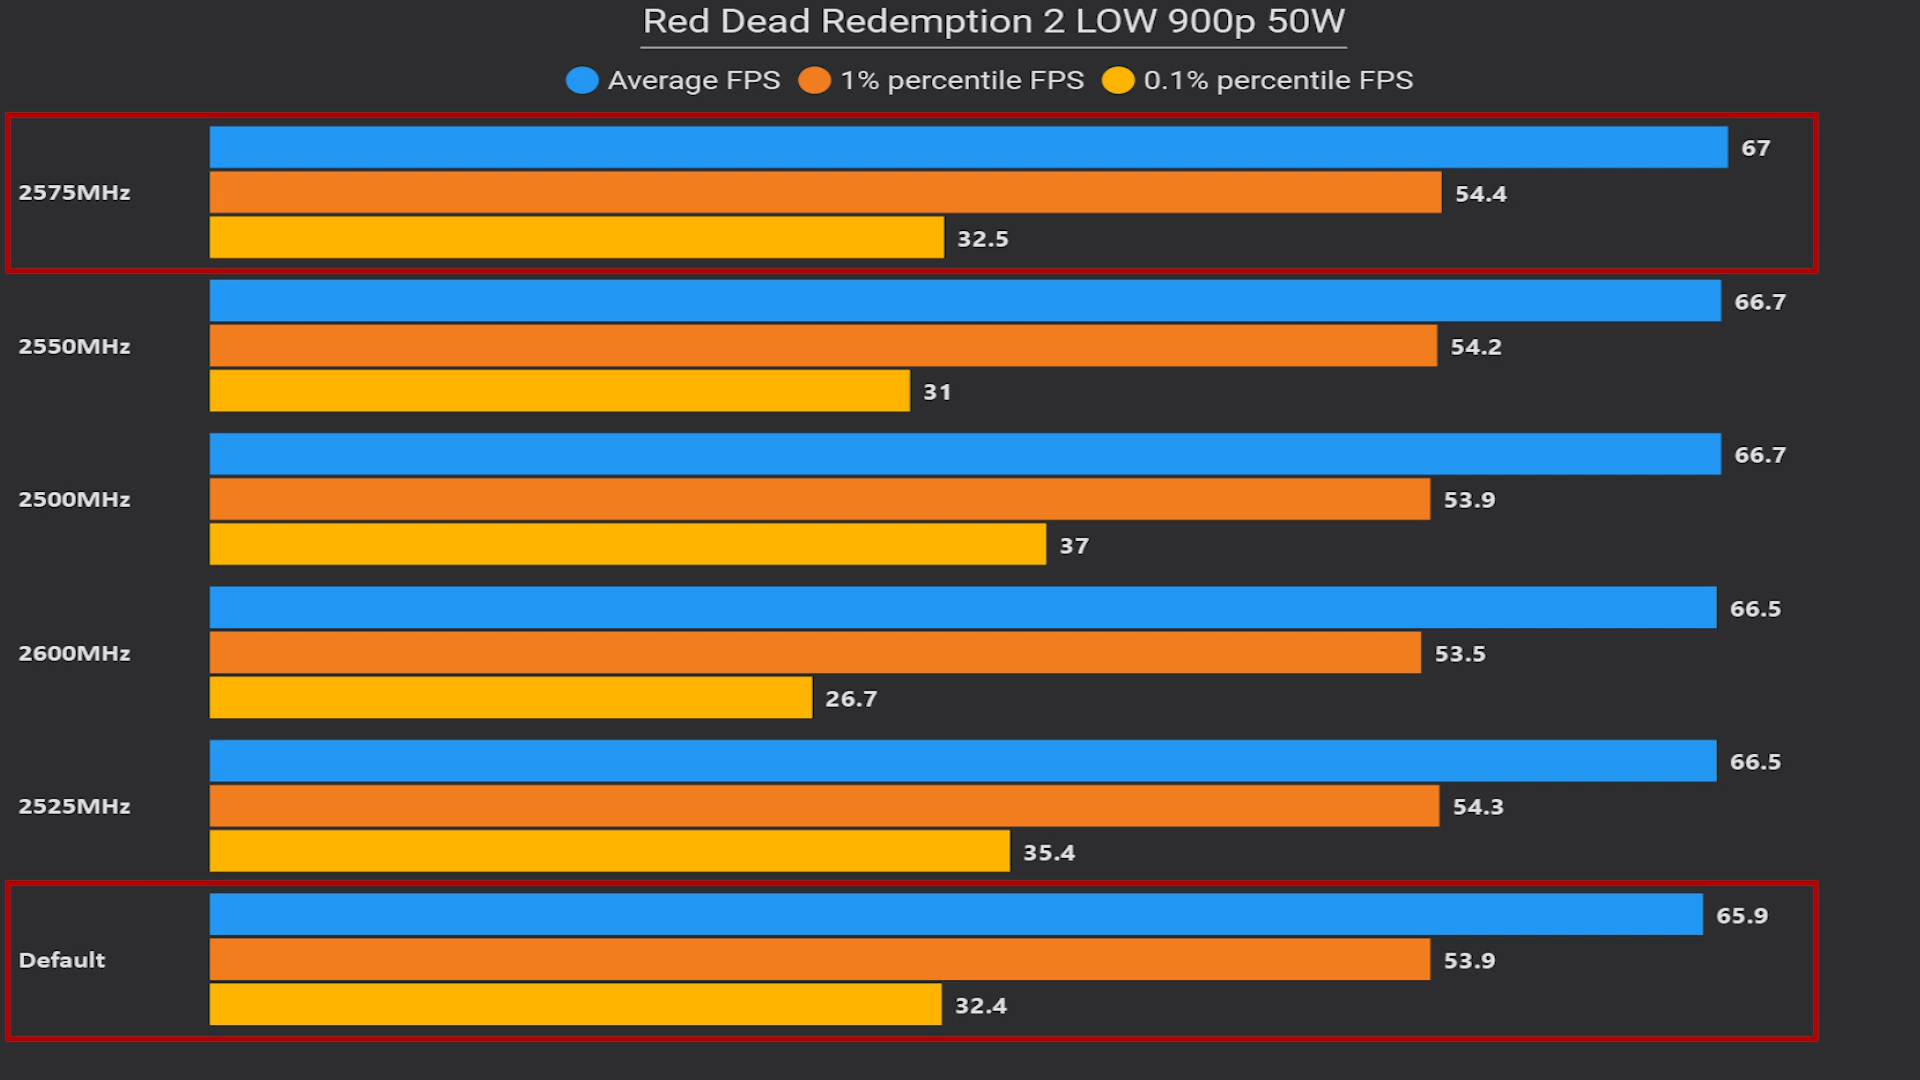 Red Dead Redemption 2 LOW 900p 50W
Average FPS 1% percentile FPS 0.1% percentile FPS
2575MHz
67
54.4
32.5
2550MHz
66.7
54.2
31
2500MHz
66.7
53.9
37
2600MHz
66.5
53.5
26.7
2525MHz
66.5
54.3
35.4
Default
65.9
53.9
32.4